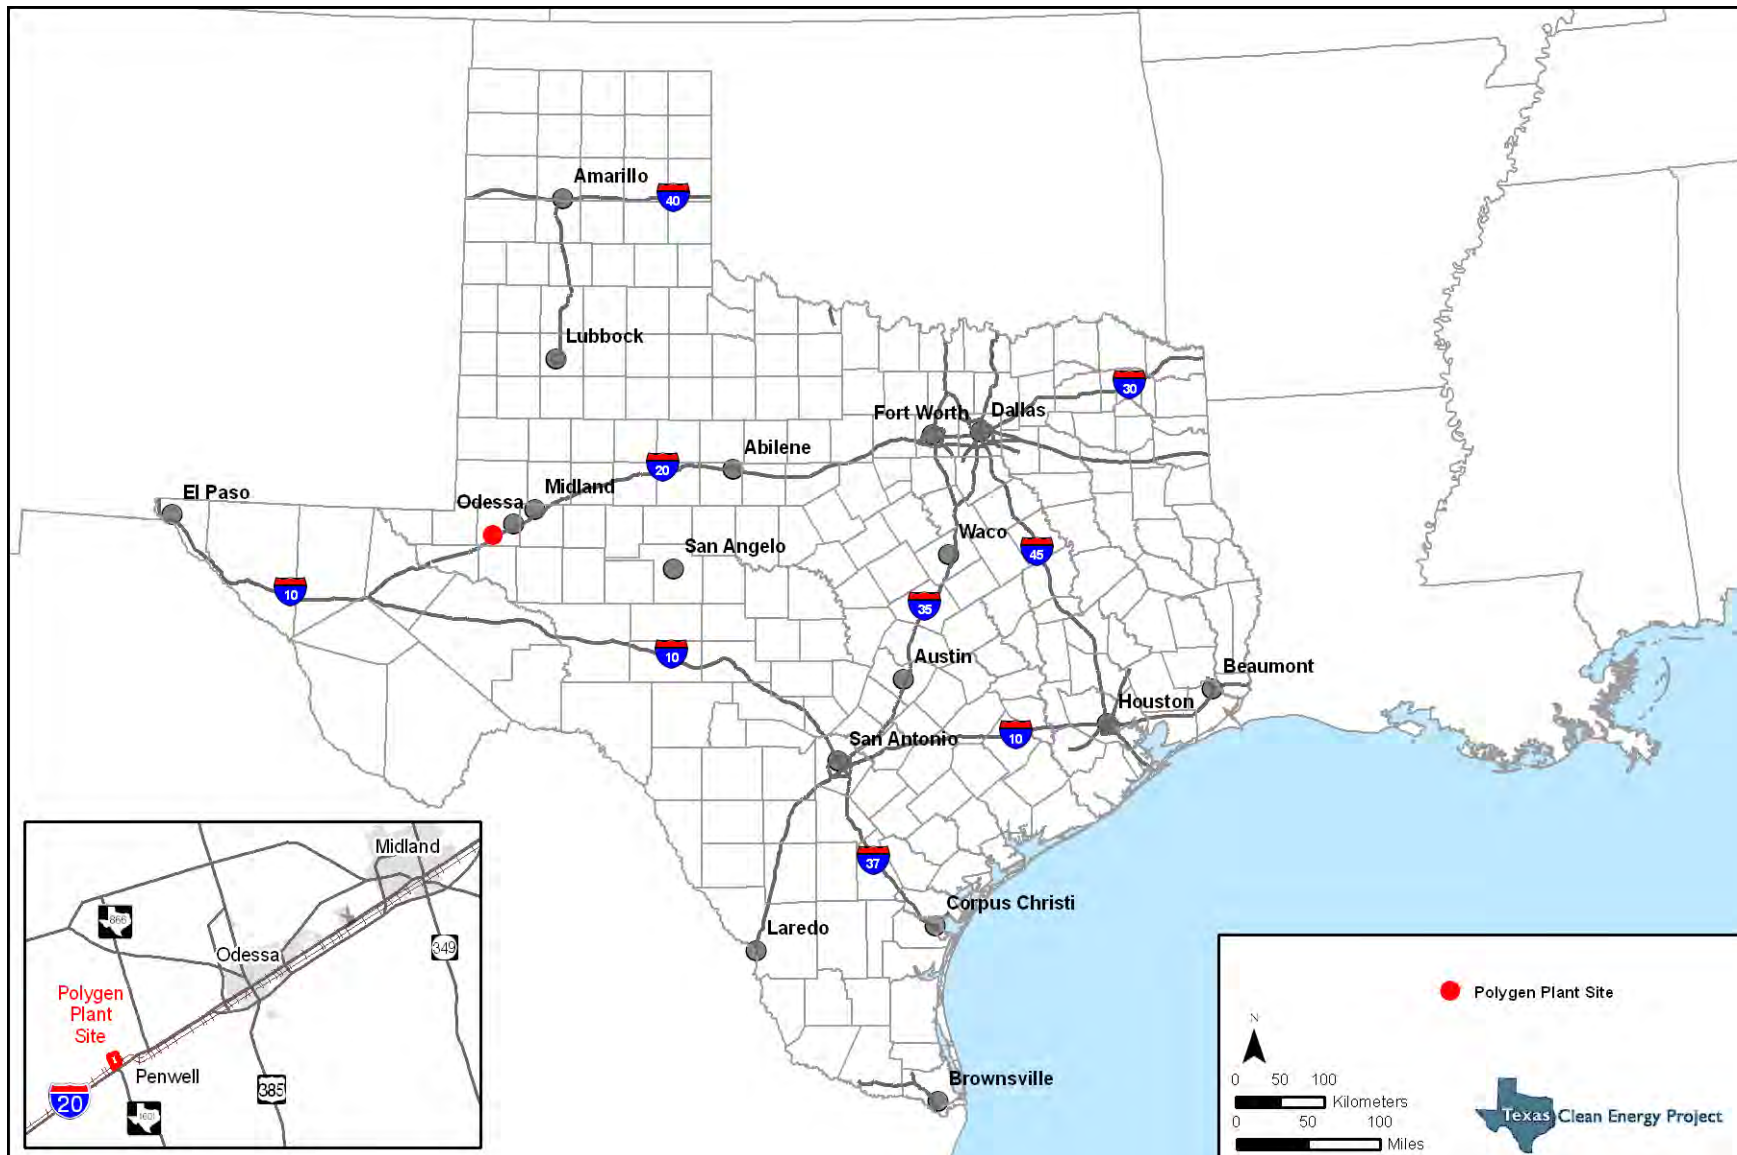 Amarillo
40
Lubbock
30
Fort Worth
Dallas
Abilene
20
Midland
El Paso
Odessa
Waco
San Angelo
45
10
35
10
Austin
Beaumont
Houston
San Antonio
10
37
Corpus Christi
Laredo
Brownsville
Midland
866
349
Odessa
Polygen
Plant
Site
Penwell
20
385
1601
Polygen Plant Site
N
0 50 100
Kilometers
0 50 100
Miles
Texas Clean Energy Project